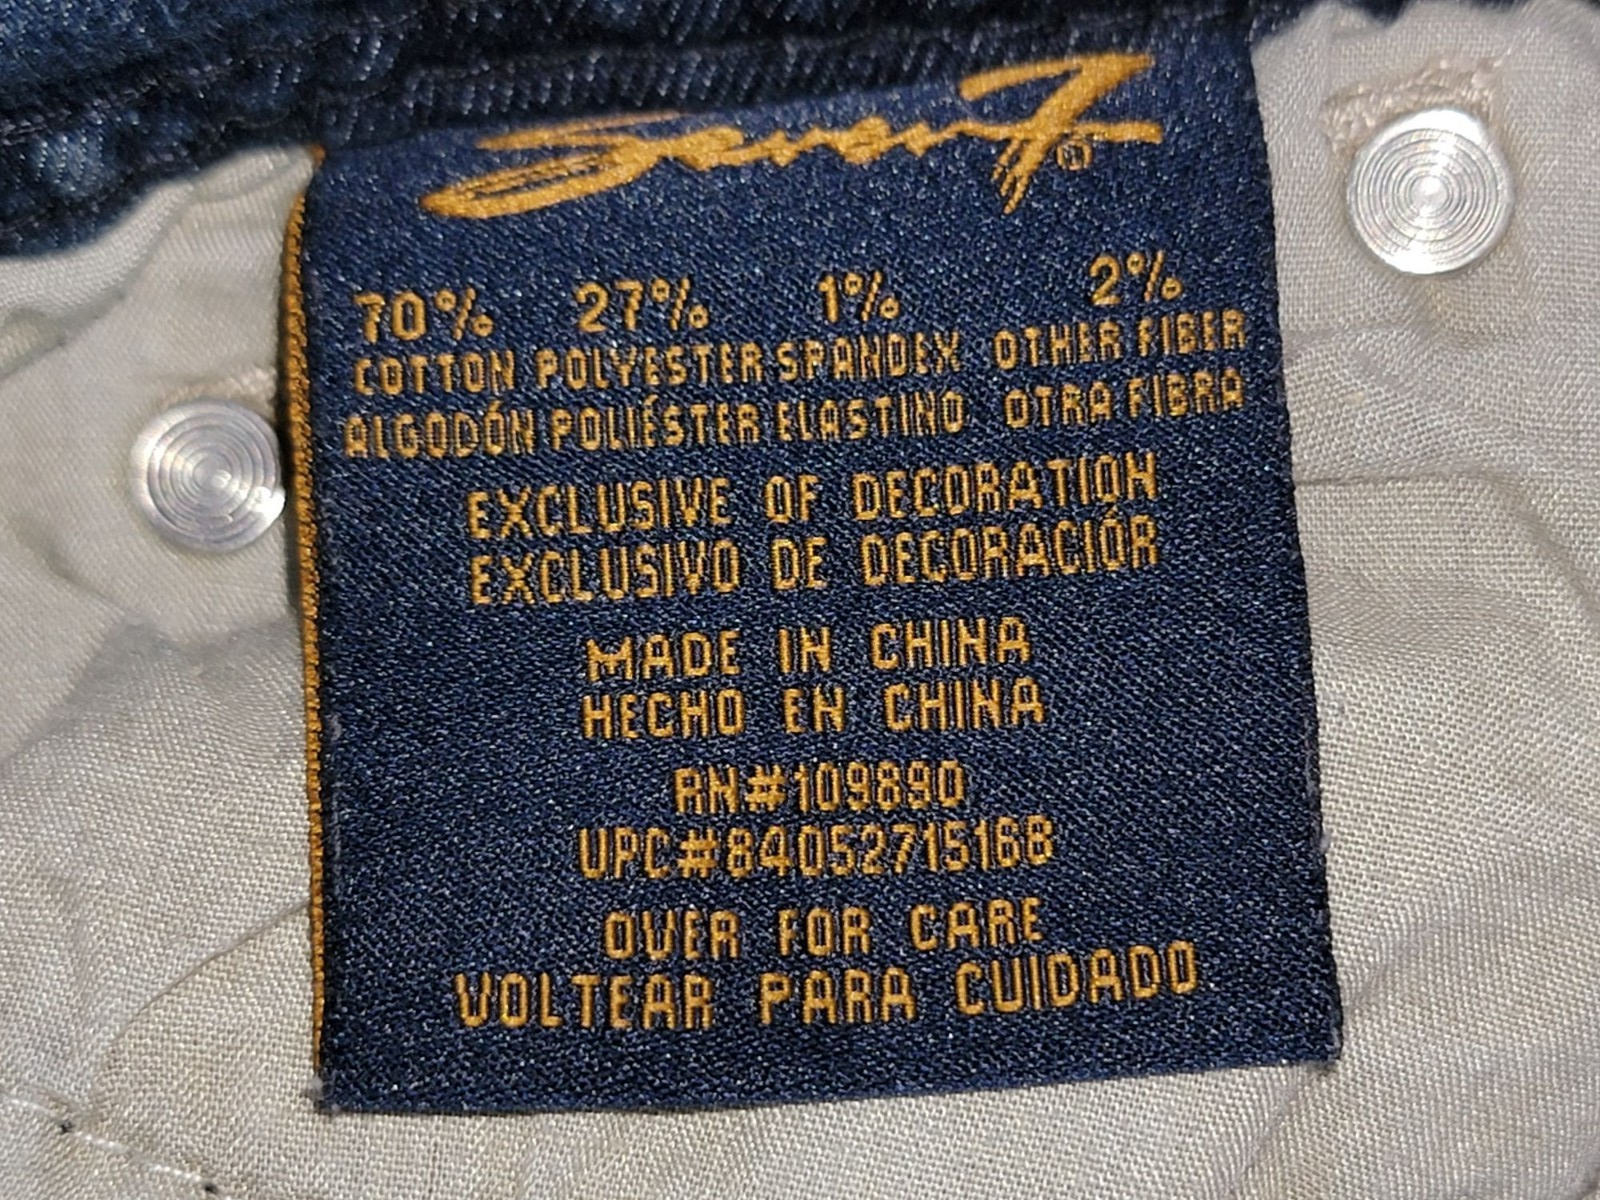 Seven7®
70% 27% 1% 2%
COTTON POLYESTER SPANDEX OTHER FIBER
ALGODÓN POLIÉSTER ELASTINO OTRA FIBRA
EXCLUSIVE OF DECORATION
EXCLUSIVO DE DECORACIÓR
MADE IN CHINA
HECHO EN CHINA
RN#109890
UPC#84052715168
OVER FOR CARE
VOLTEAR PARA CUIDADO